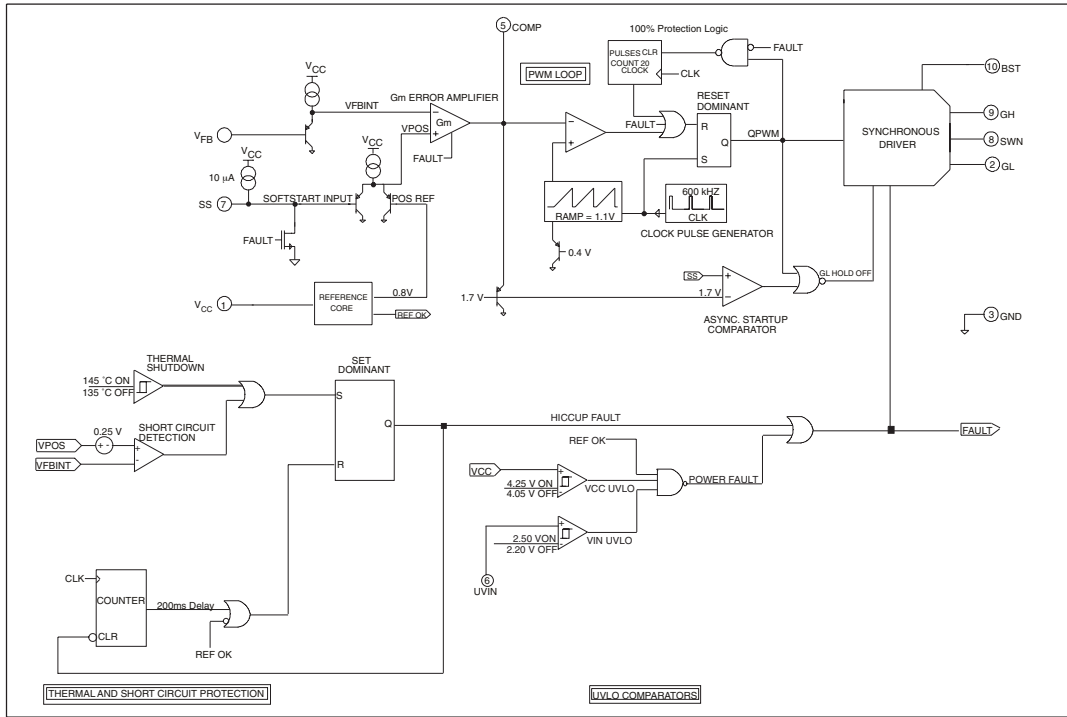 5 COMP
100% Protection Logic
PULSES CLR
COUNT 20
CLOCK
FAULT
CLK
PWM LOOP
10 BST
VCC
Gm ERROR AMPLIFIER
VFBINT
VFB
−
Gm
+
VPOS
FAULT
−
+
FAULT
RESET
DOMINANT
R
Q
S
QPWM
SYNCHRONOUS
DRIVER
9 GH
8 SWN
2 GL
VCC
10 µA
VCC
SS 7
SOFTSTART INPUT
POS REF
FAULT
RAMP = 1.1V
600 kHZ
CLK
CLOCK PULSE GENERATOR
0.4 V
GL HOLD OFF
SS
+
1.7 V
1.7 V
−
ASYNC. STARTUP
COMPARATOR
VCC 1
REFERENCE
CORE
0.8V
REF OK
3 GND
THERMAL
SHUTDOWN
145 ˚C ON
135 ˚C OFF
SET
DOMINANT
S
Q
R
0.25 V
SHORT CIRCUIT
DETECTION
VPOS
+ -
+
VFBINT
-
HICCUP FAULT
FAULT
REF OK
VCC
+
4.25 V ON
4.05 V OFF
-
VCC UVLO
POWER FAULT
+
2.50 VON
2.20 V OFF
-
VIN UVLO
6
UVIN
CLK
COUNTER
200ms Delay
CLR
REF OK
THERMAL AND SHORT CIRCUIT PROTECTION
UVLO COMPARATORS